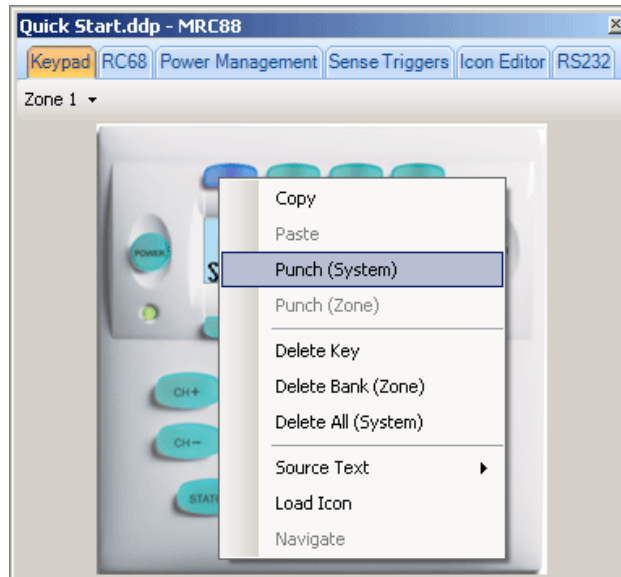 Quick Start.ddp - MRC88
Keypad RC68 Power Management Sense Triggers Icon Editor RS232
Zone 1
Copy
Paste
POWER
Punch (System)
S
Punch (Zone)
Delete Key
Delete Bank (Zone)
CH+
Delete All (System)
CH-
Source Text
Load Icon
Navigate